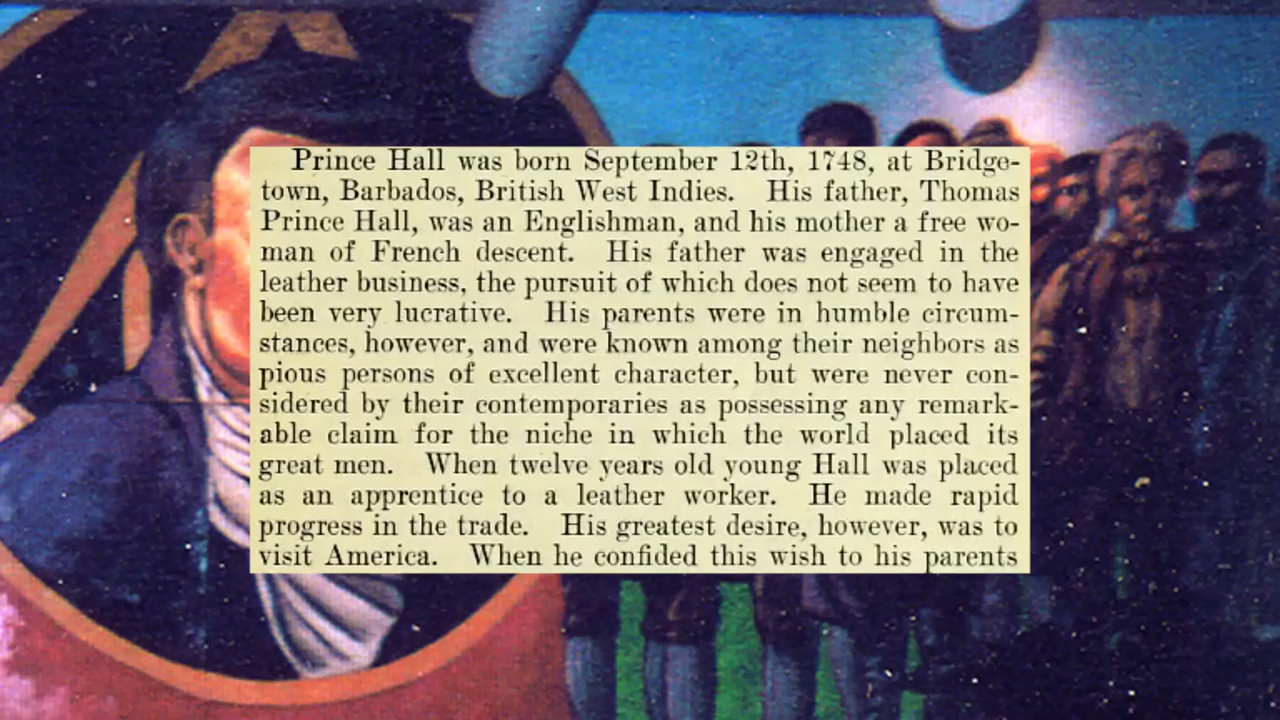 Prince Hall was born September 12th, 1748, at Bridge-
town, Barbados, British West Indies. His father, Thomas
Prince Hall, was an Englishman, and his mother a free wo-
man of French descent. His father was engaged in the
leather business, the pursuit of which does not seem to have
been very lucrative. His parents were in humble circum-
stances, however, and were known among their neighbors as
pious persons of excellent character, but were never con-
sidered by their contemporaries as possessing any remark-
able claim for the niche in which the world placed its
great men. When twelve years old young Hall was placed
as an apprentice to a leather worker. He made rapid
progress in the trade. His greatest desire, however, was to
visit America. When he confided this wish to his parents